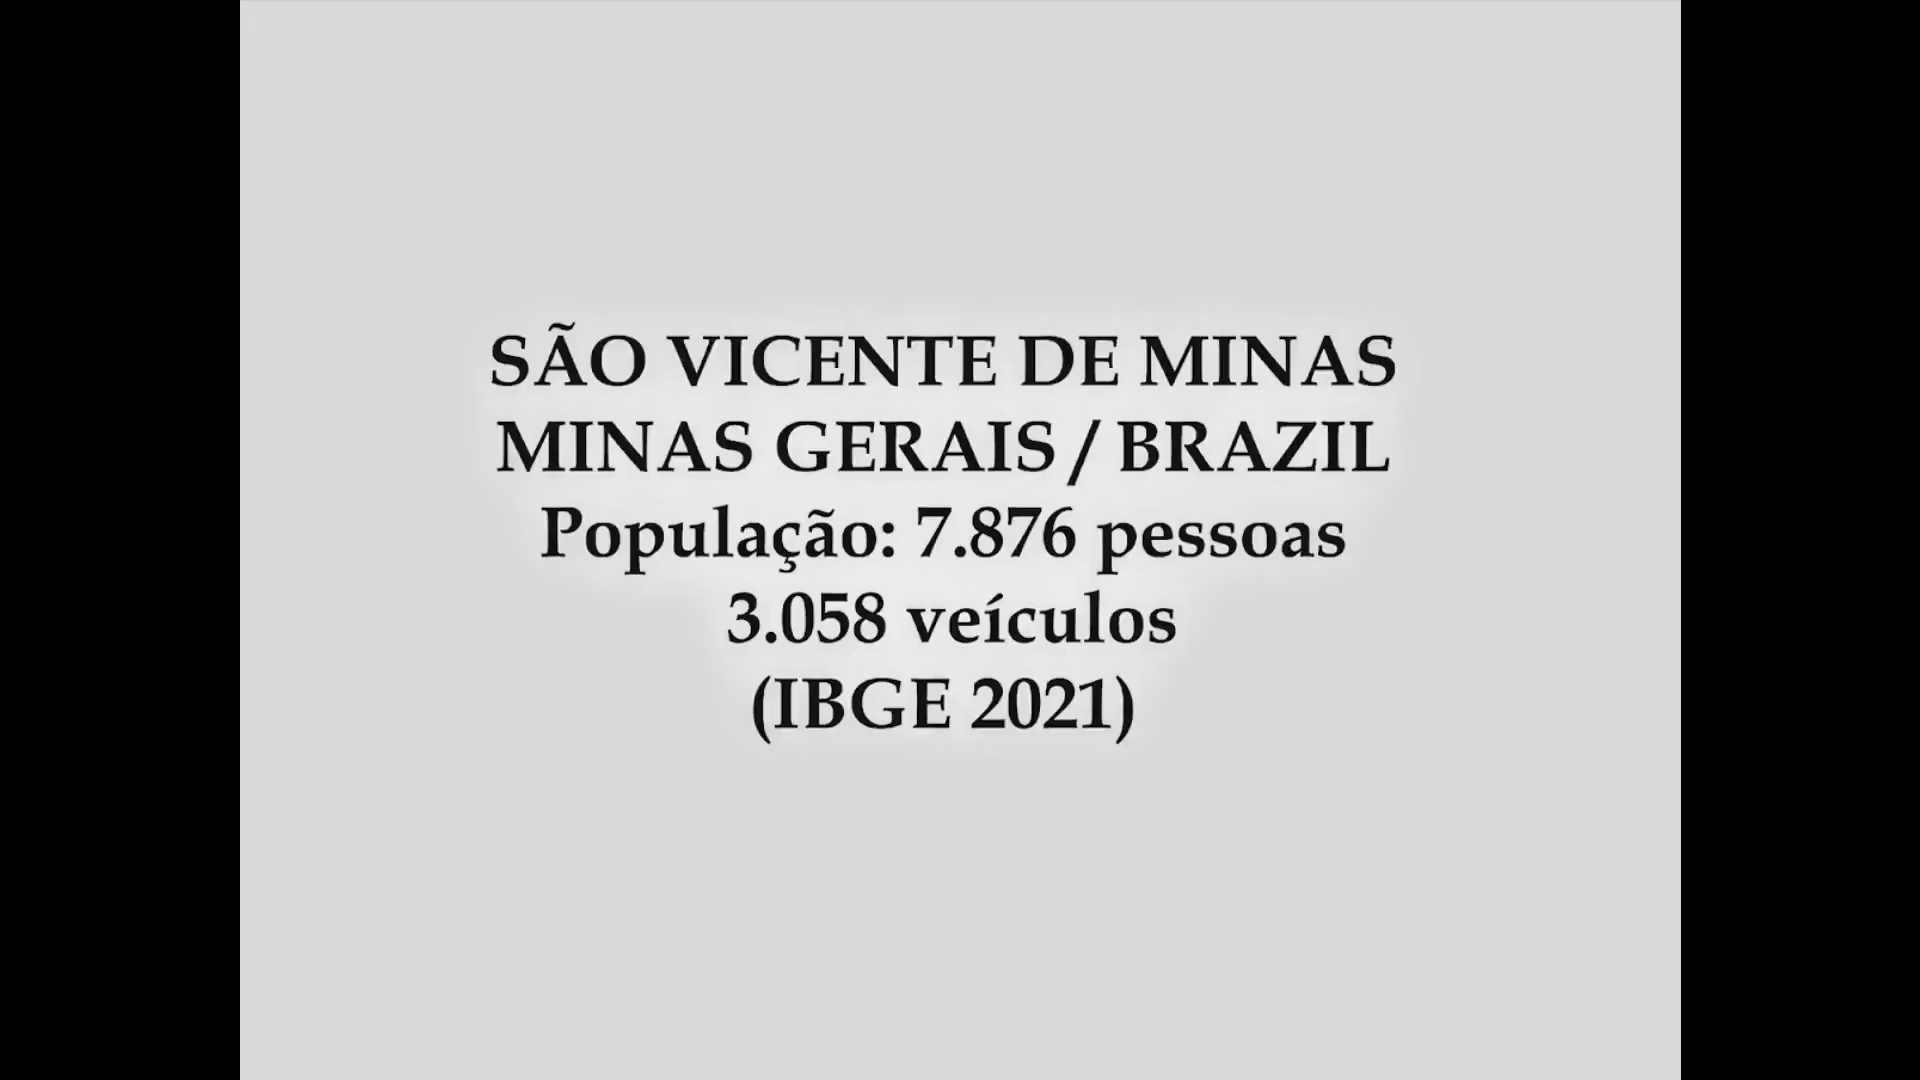 SÃO VICENTE DE MINAS
MINAS GERAIS / BRAZIL
População: 7.876 pessoas
3.058 veículos
(IBGE 2021)